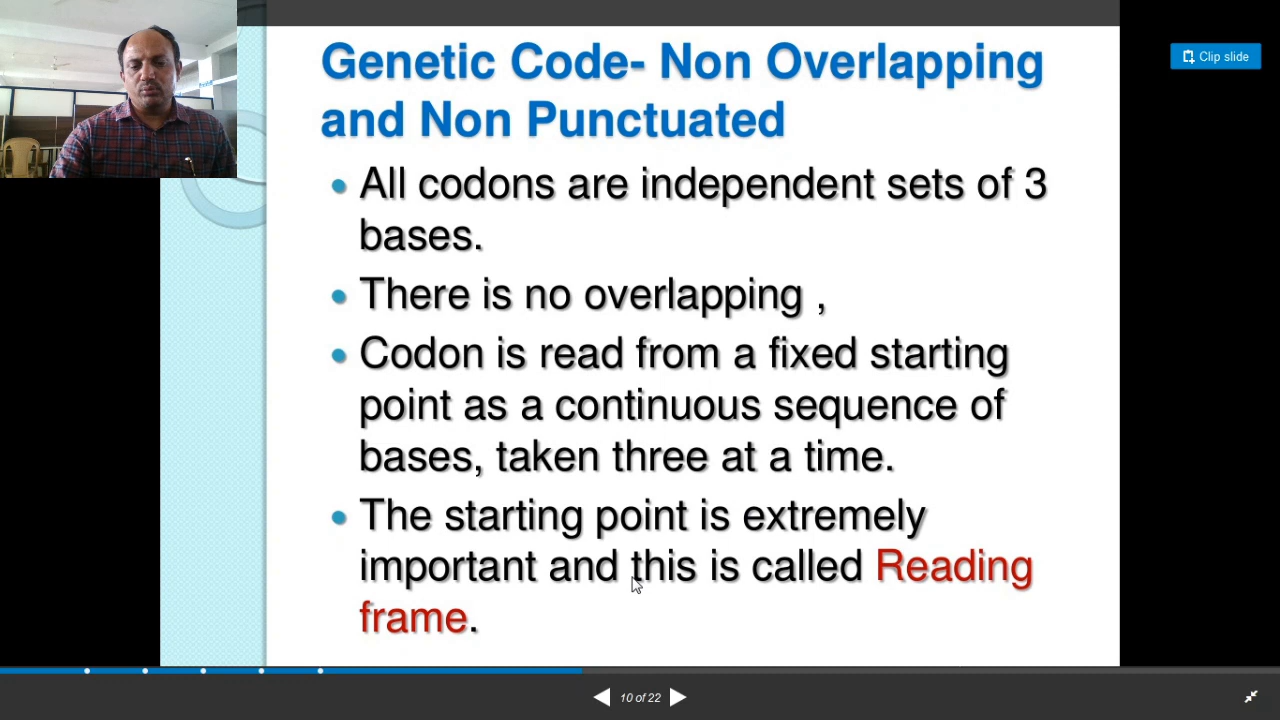 Genetic Code- Non Overlapping
and Non Punctuated
Clip slide
• All codons are independent sets of 3
bases.
• There is no overlapping ,
• Codon is read from a fixed starting
point as a continuous sequence of
bases, taken three at a time.
• The starting point is extremely
important and this is called Reading
frame.
10 of 22